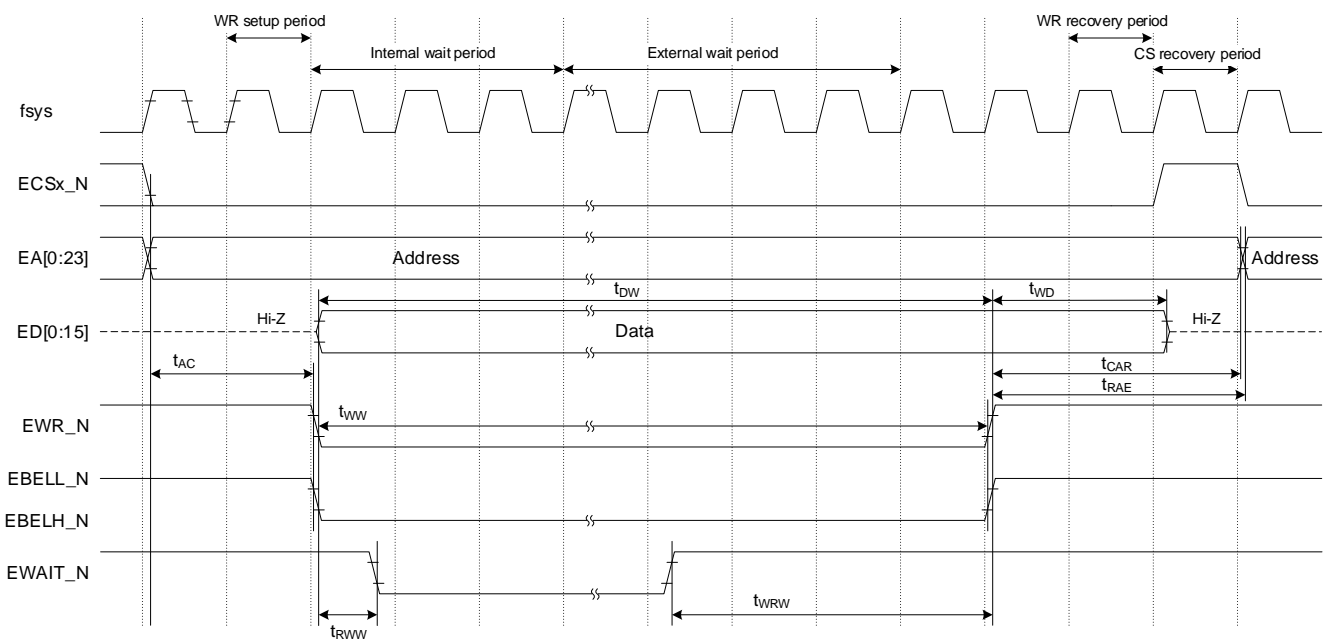 WR setup period
WR recovery period
Internal wait period
External wait period
CS recovery period
fsys
ECSx_N
EA[0:23]
Address
Address
tDW
tWD
ED[0:15]
Hi-Z
Data
Hi-Z
tAC
tCAR
tRAE
EWR_N
tWW
EBELL_N
EBELH_N
EWAIT_N
tWRW
tRWW